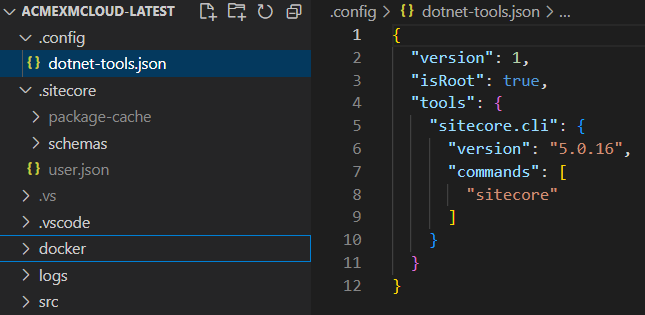 ACMEXMCLOUD-LATEST
.config
dotnet-tools.json
.sitecore
package-cache
schemas
user.json
.vs
.vscode
docker
logs
src
.config > {} dotnet-tools.json > ...
1 {
2 "version": 1,
3 "isRoot": true,
4 "tools": {
5 "sitecore.cli": {
6 "version": "5.0.16",
7 "commands": [
8 "sitecore"
9 ]
10 }
11 }
12 }